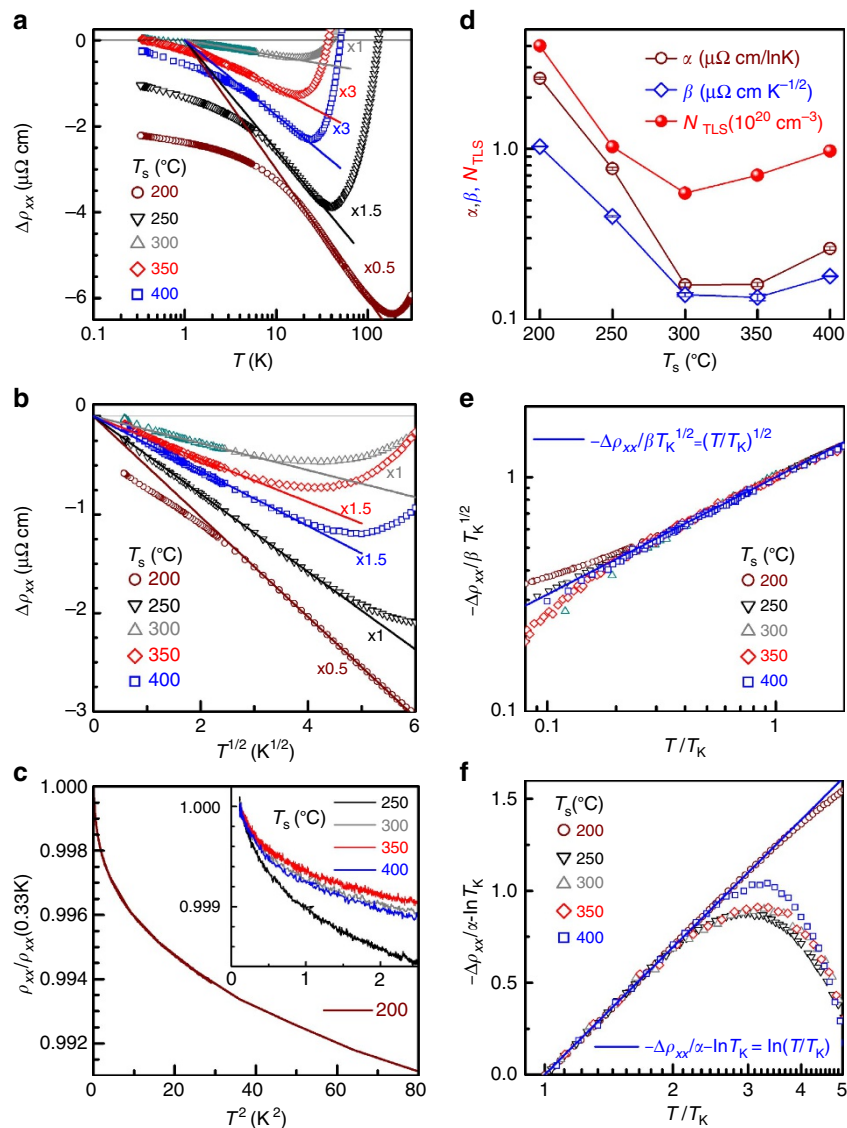 a
0
−2
−4
−6
Δρxx (μΩ cm)
x1
x3
x3
x1.5
x0.5
Ts (°C)
200
250
300
350
400
0.1
1
10
100
T (K)
b
0
−1
−2
−3
Δρxx (μΩ cm)
x1
x1.5
x1.5
x1
x0.5
Ts (°C)
200
250
300
350
400
0
2
4
6
T1/2 (K1/2)
c
1.000
0.998
0.996
0.994
0.992
ρxx/ρxx(0.33K)
1.000
0.999
Ts (°C)
250
300
350
400
0
1
2
200
0
20
40
60
80
T2 (K2)
d
α (μΩ cm/lnK)
β (μΩ cm K−1/2)
N TLS(1020 cm−3)
1.0
0.1
α,β, NTLS
200
250
300
350
400
Ts (°C)
e
−Δρxx/βTK1/2=(T/TK)1/2
1
0.1
−Δρxx/β TK1/2
Ts (°C)
200
250
300
350
400
0.1
1
T/TK
f
1.5
1.0
0.5
0.0
−Δρxx/α-lnTK
Ts(°C)
200
250
300
350
400
−Δρxx/α−lnTK = ln(T/TK)
1
2
3
4
5
T/TK